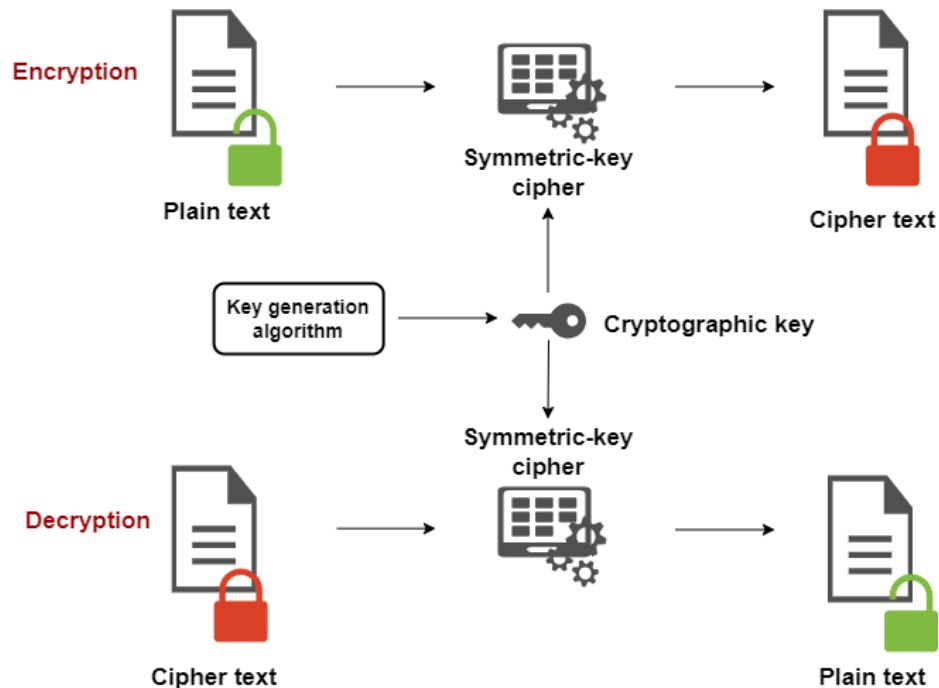 Encryption
Plain text
Symmetric-key
cipher
Cipher text
Key generation
algorithm
Cryptographic key
Symmetric-key
cipher
Decryption
Cipher text
Plain text